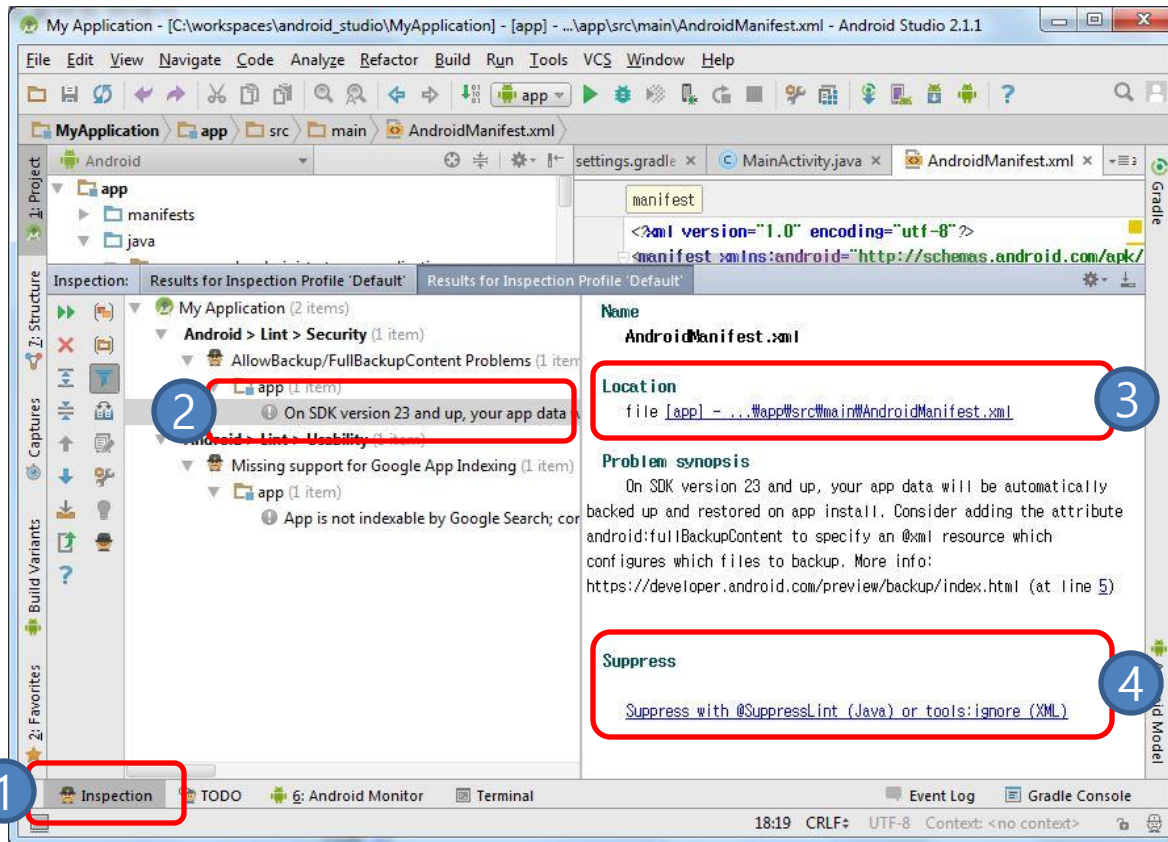 My Application - [C:\workspaces\android_studio\MyApplication] - [app] - ...\app\src\main\AndroidManifest.xml - Android Studio 2.1.1
File Edit View Navigate Code Analyze Refactor Build Run Tools VCS Window Help
app
MyApplication app src main AndroidManifest.xml
Android
settings.gradle MainActivity.java AndroidManifest.xml
1: Project
app
manifests
java
manifest
<?xml version="1.0" encoding="utf-8"?>
<manifest xmlns:android="http://schemas.android.com/apk/
Gradle
Inspection: Results for Inspection Profile 'Default' Results for Inspection Profile 'Default'
Z: Structure
Captures
Build Variants
2: Favorites
My Application (2 items)
Android > Lint > Security (1 item)
AllowBackup/FullBackupContent Problems (1 item
app (1 item)
2
On SDK version 23 and up, your app data
Android > Lint > Usability (1 item)
Missing support for Google App Indexing (1 item)
app (1 item)
App is not indexable by Google Search; cor
Name
AndroidManifest.xml
Location
file [app] - ...₩app₩src₩main₩AndroidManifest.xml
3
Problem synopsis
On SDK version 23 and up, your app data will be automatically
backed up and restored on app install. Consider adding the attribute
android:fullBackupContent to specify an @xml resource which
configures which files to backup. More info:
https://developer.android.com/preview/backup/index.html (at line 5)
Suppress
Suppress with @SuppressLint (Java) or tools:ignore (XML)
4
Model
1
Inspection TODO 6: Android Monitor Terminal Event Log Gradle Console
18:19 CRLF UTF-8 Context: <no context>